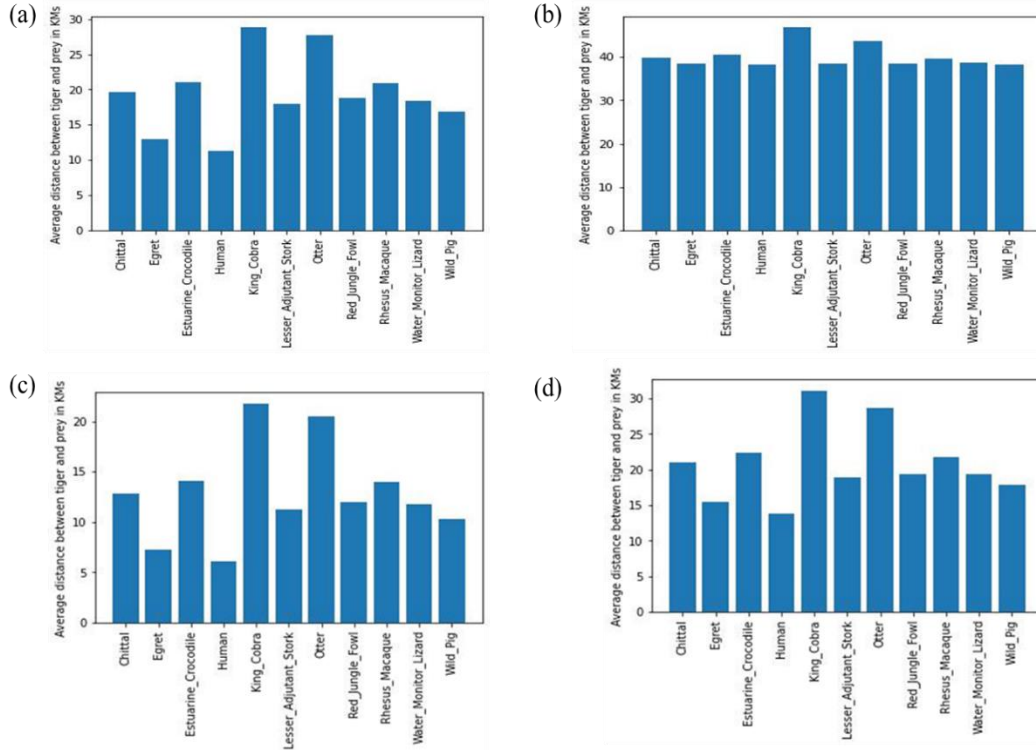 (a)
Average distance between tiger and prey in KMs
30
25
20
15
10
5
0
Chittal
Egret
Estuarine_Crocodile
Human
King_Cobra
Lesser_Adjutant_Stork
Otter
Red_Jungle_Fowl
Rhesus_Macaque
Water_Monitor_Lizard
Wild_Pig
(b)
Average distance between tiger and prey in KMs
40
30
20
10
0
Chittal
Egret
Estuarine_Crocodile
Human
King_Cobra
Lesser_Adjutant_Stork
Otter
Red_Jungle_Fowl
Rhesus_Macaque
Water_Monitor_Lizard
Wild_Pig
(c)
Average distance between tiger and prey in KMs
20
15
10
5
0
Chittal
Egret
Estuarine_Crocodile
Human
King_Cobra
Lesser_Adjutant_Stork
Otter
Red_Jungle_Fowl
Rhesus_Macaque
Water_Monitor_Lizard
Wild_Pig
(d)
Average distance between tiger and prey in KMs
30
25
20
15
10
5
0
Chittal
Egret
Estuarine_Crocodile
Human
King_Cobra
Lesser_Adjutant_Stork
Otter
Red_Jungle_Fowl
Rhesus_Macaque
Water_Monitor_Lizard
Wild_Pig